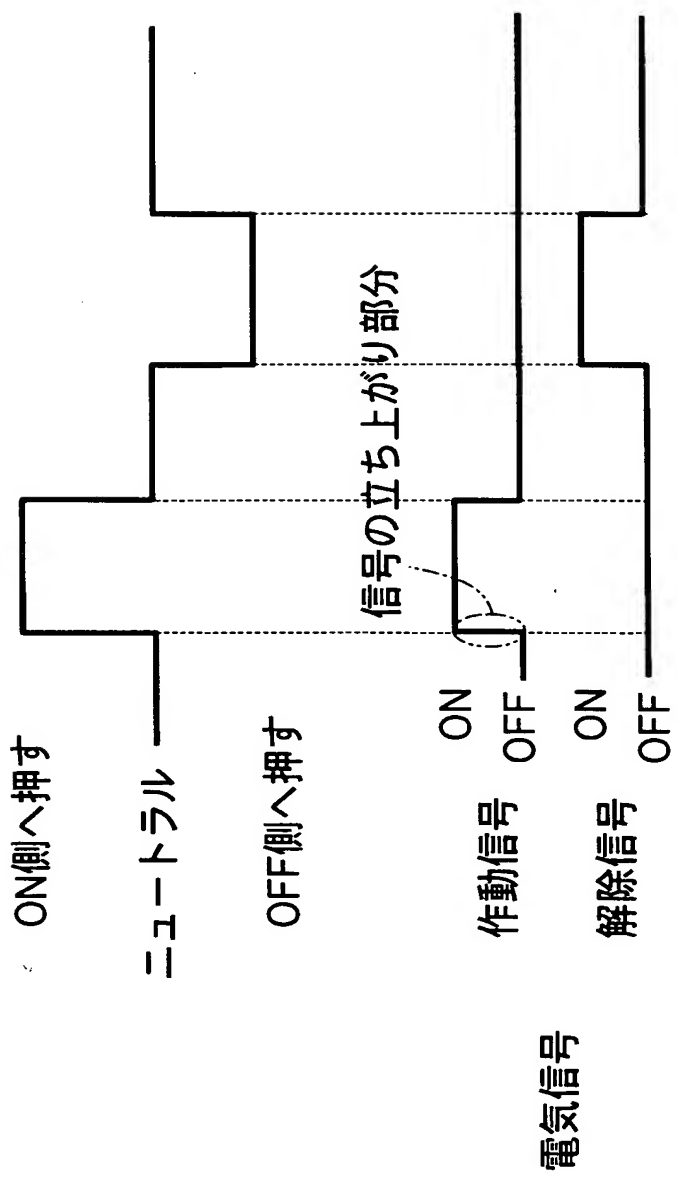 ON側へ押す
ニュートラル
OFF側へ押す
信号の立ち上がり部分
電気信号
作動信号
ON
OFF
解除信号
ON
OFF